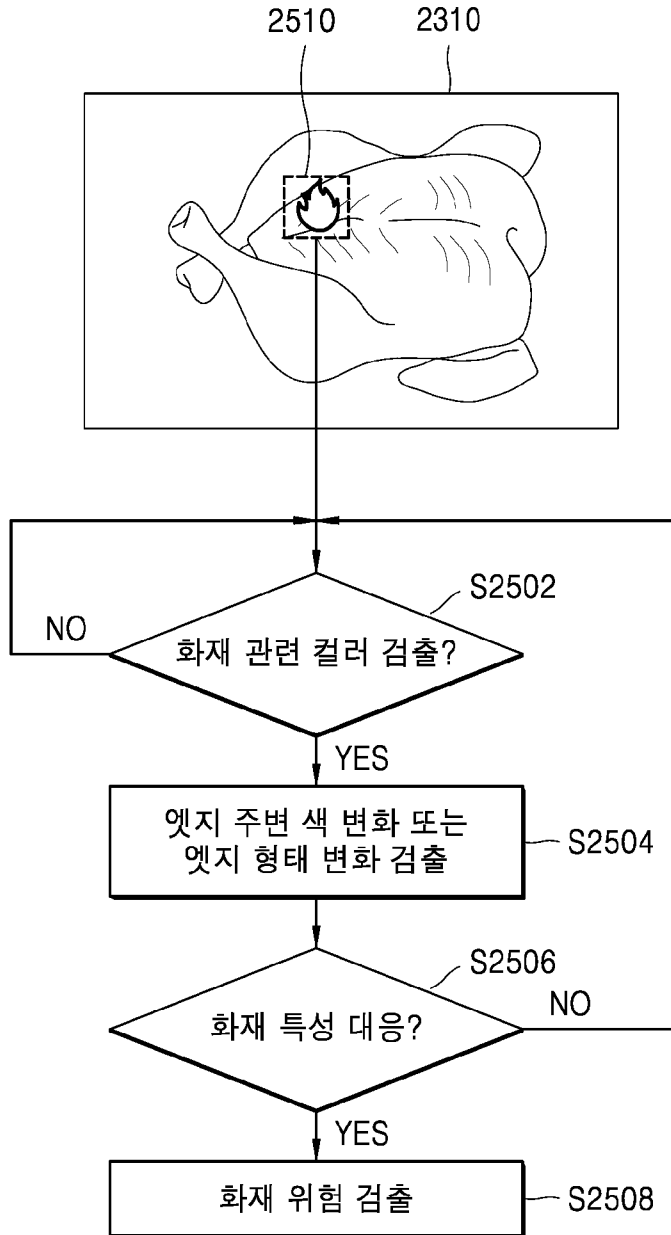 2510
2310
S2502
NO
화재 관련 컬러 검출?
YES
엣지 주변 색 변화 또는
엣지 형태 변화 검출
S2504
S2506
NO
화재 특성 대응?
YES
화재 위험 검출
S2508